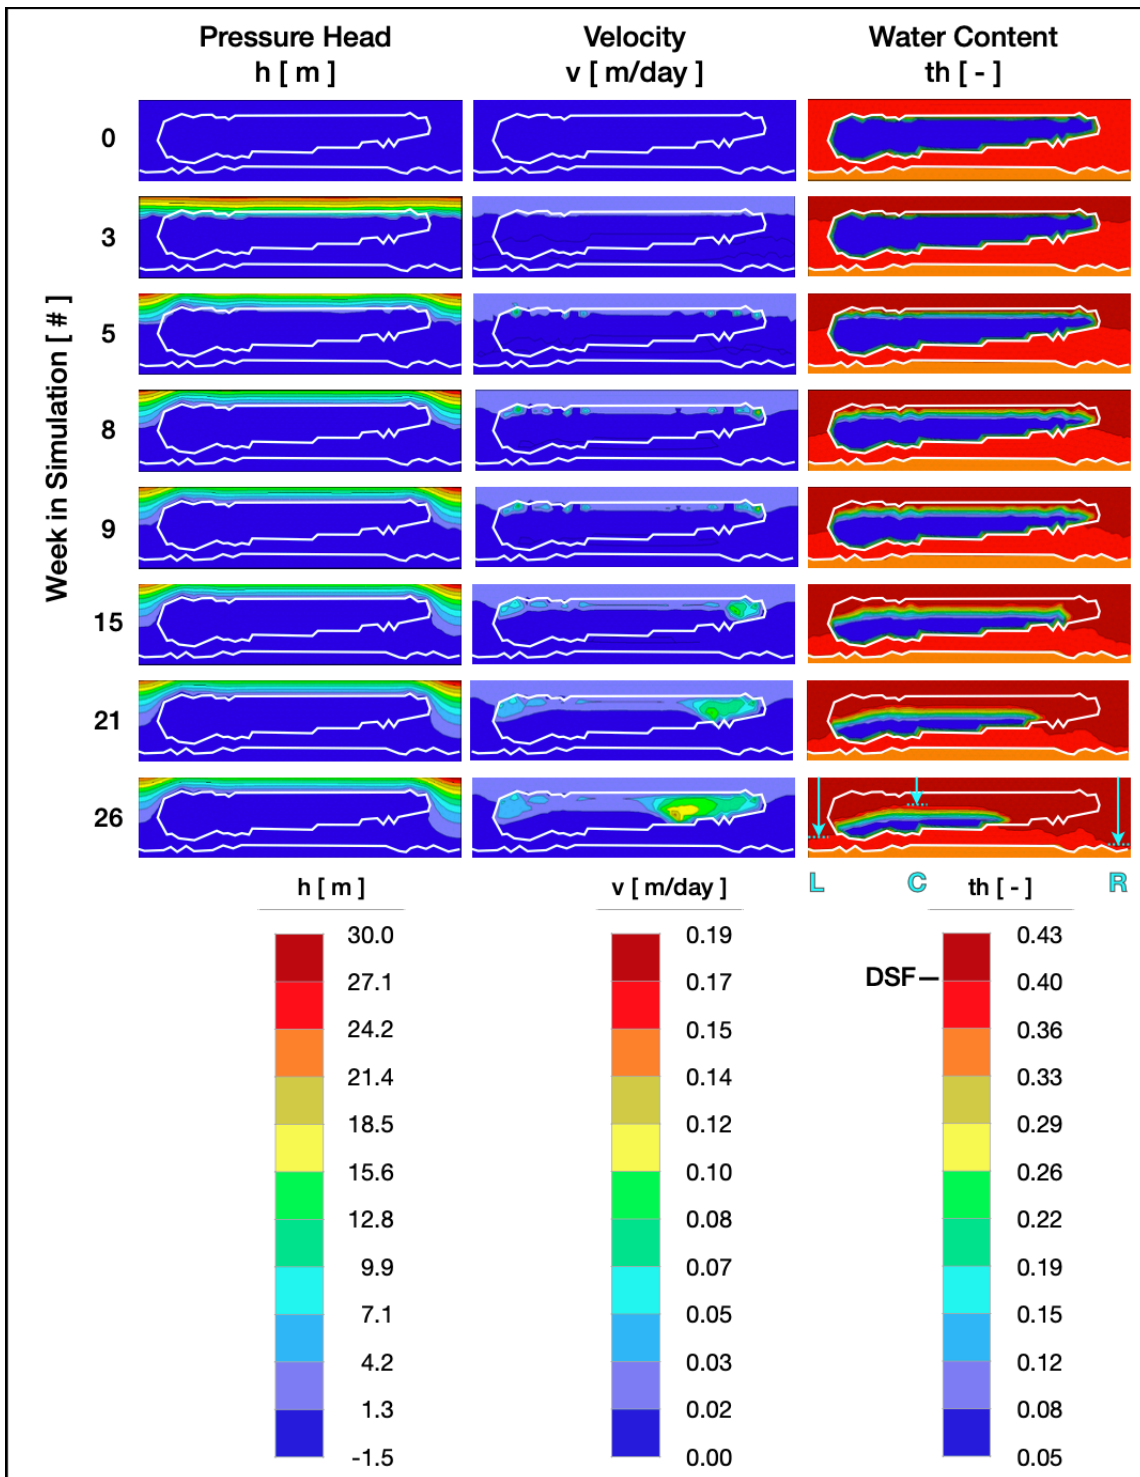 Pressure Head Velocity Water Content
h [ m ] v [ m/day ] th [ - ]
Week in Simulation [ # ]
0
3
5
8
9
15
21
26
L C R
h [ m ] v [ m/day ] th [ - ]
30.0 0.19 0.43
DSF
27.1 0.17 0.40
24.2 0.15 0.36
21.4 0.14 0.33
18.5 0.12 0.29
15.6 0.10 0.26
12.8 0.08 0.22
9.9 0.07 0.19
7.1 0.05 0.15
4.2 0.03 0.12
1.3 0.02 0.08
-1.5 0.00 0.05